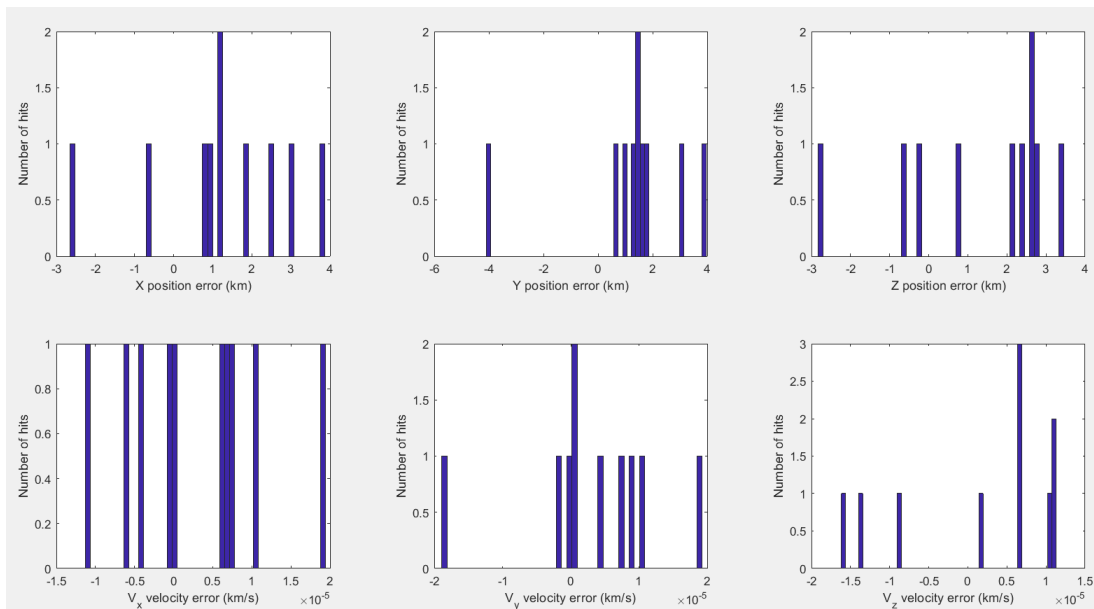 2
1.5
1
0.5
0
Number of hits
-3 -2 -1 0 1 2 3 4
X position error (km)
2
1.5
1
0.5
0
Number of hits
-6 -4 -2 0 2 4
Y position error (km)
2
1.5
1
0.5
0
Number of hits
-3 -2 -1 0 1 2 3 4
Z position error (km)
1
0.8
0.6
0.4
0.2
0
Number of hits
-1.5 -1 -0.5 0 0.5 1 1.5 2
Vx velocity error (km/s) ×10-5
2
1.5
1
0.5
0
Number of hits
-2 -1 0 1 2
Vy velocity error (km/s) ×10-5
3
2.5
2
1.5
1
0.5
0
Number of hits
-2 -1.5 -1 -0.5 0 0.5 1 1.5
Vz velocity error (km/s) ×10-5